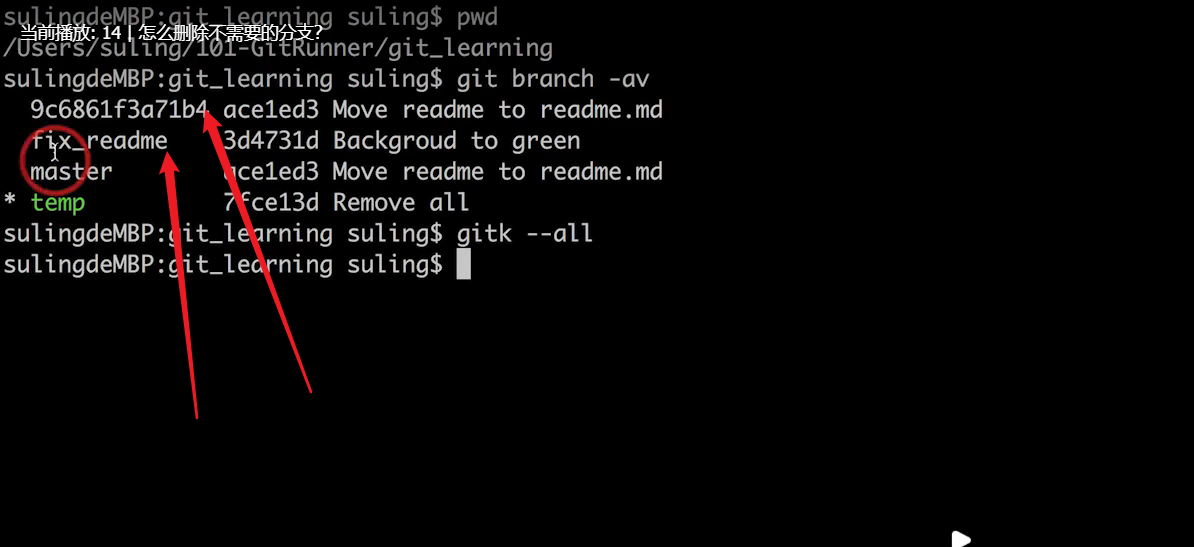 sulingdeMBP:git_learning suling$ pwd
当前播放: 14 | 怎么删除不需要的分支?
/Users/suling/101-GitRunner/git_learning
sulingdeMBP:git_learning suling$ git branch -av
9c6861f3a71b4 ace1ed3 Move readme to readme.md
fix_readme 3d4731d Backgroud to green
master ace1ed3 Move readme to readme.md
* temp 7fce13d Remove all
sulingdeMBP:git_learning suling$ gitk --all
sulingdeMBP:git_learning suling$